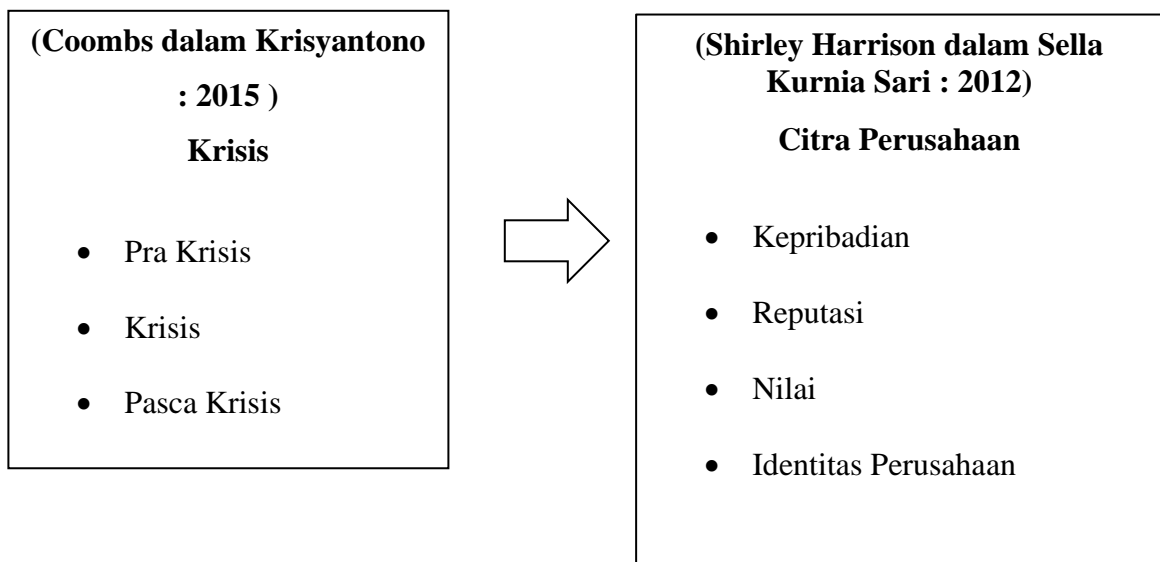 (Coombs dalam Krisyantono
: 2015 )
Krisis
• Pra Krisis
• Krisis
• Pasca Krisis
(Shirley Harrison dalam Sella
Kurnia Sari : 2012)
Citra Perusahaan
• Kepribadian
• Reputasi
• Nilai
• Identitas Perusahaan